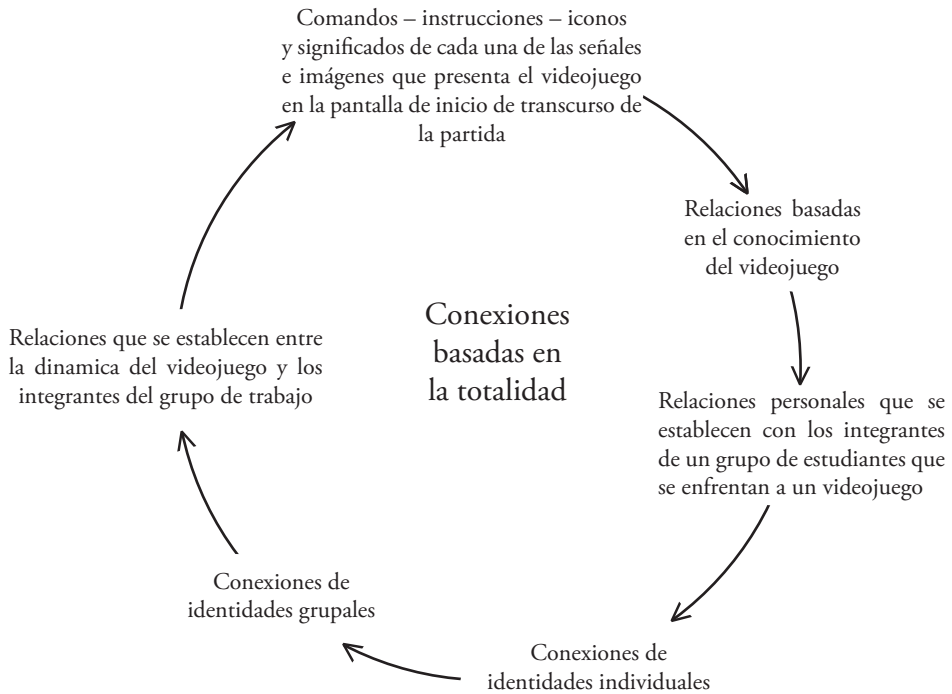 Comandos – instrucciones – iconos
y significados de cada una de las señales
e imágenes que presenta el videojuego
en la pantalla de inicio de transcurso de
la partida
Relaciones basadas
en el conocimiento
del videojuego
Conexiones
basadas en
la totalidad
Relaciones que se establecen entre
la dinamica del videojuego y los
integrantes del grupo de trabajo
Relaciones personales que se
establecen con los integrantes
de un grupo de estudiantes que
se enfrentan a un videojuego
Conexiones de
identidades grupales
Conexiones de
identidades individuales